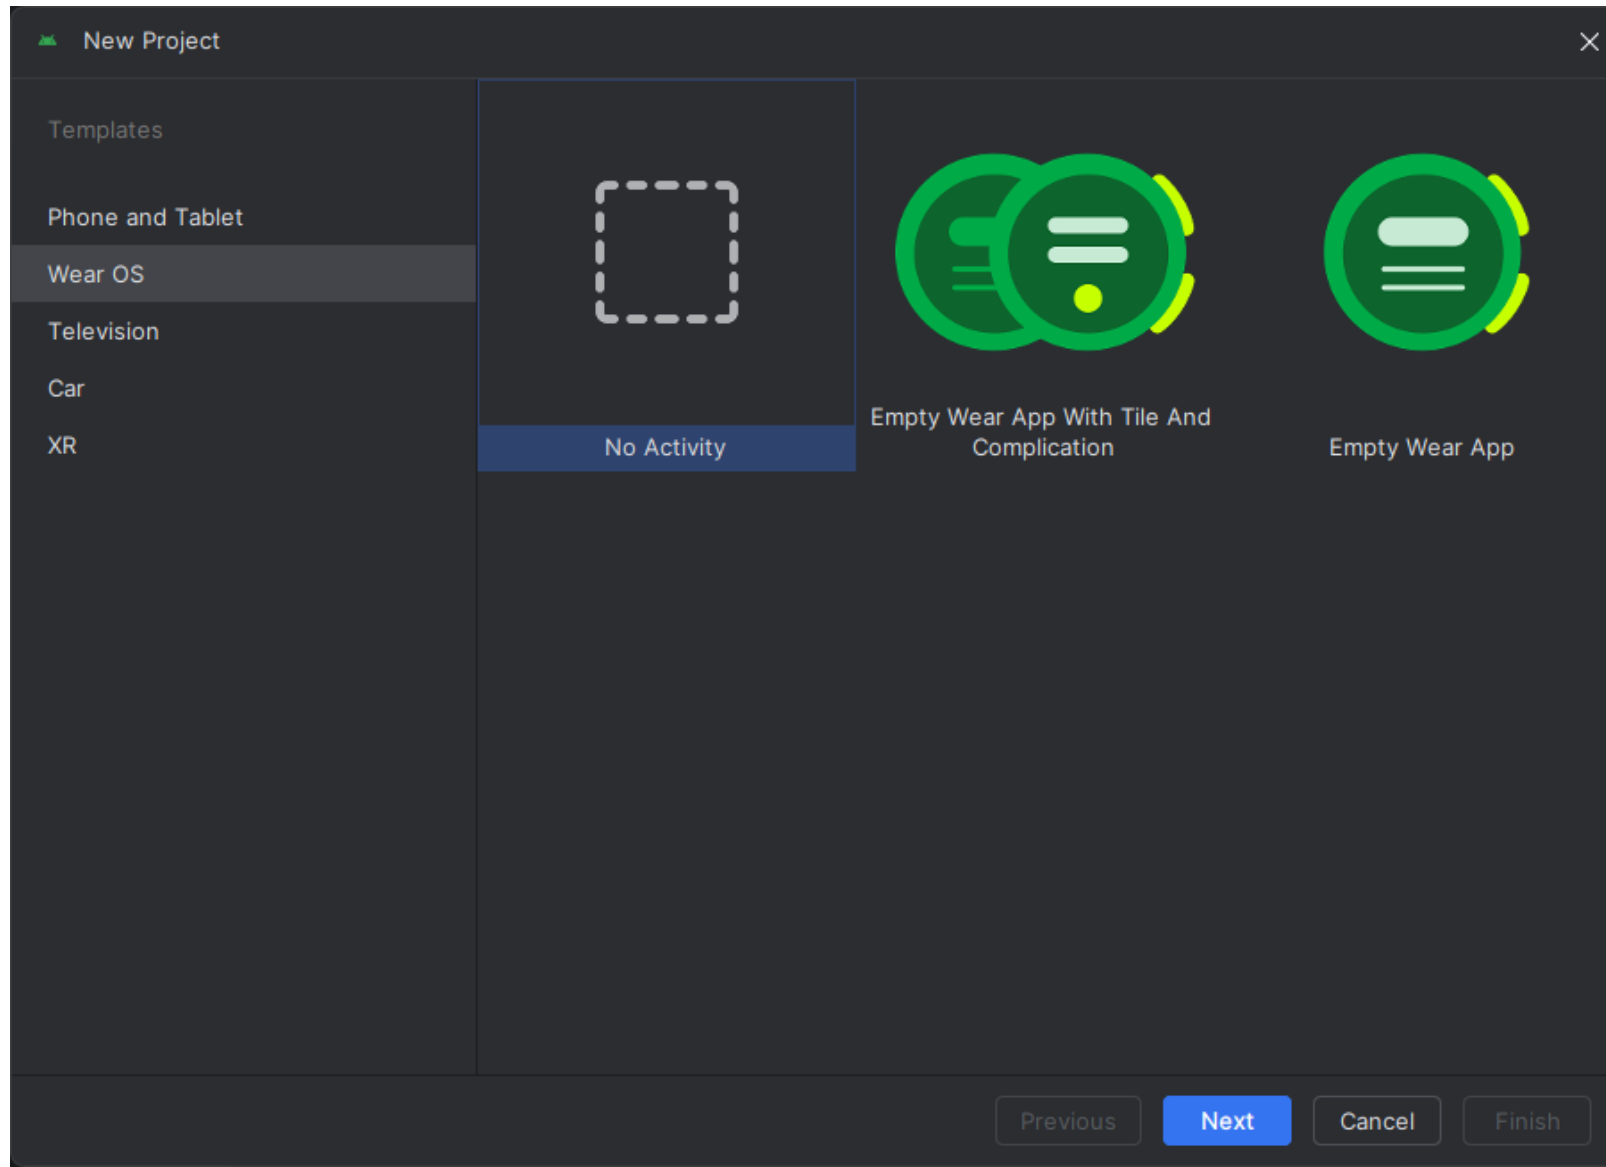 New Project
Templates
Phone and Tablet
Wear OS
Television
Car
XR
No Activity
Empty Wear App With Tile And
Complication
Empty Wear App
Previous
Next
Cancel
Finish